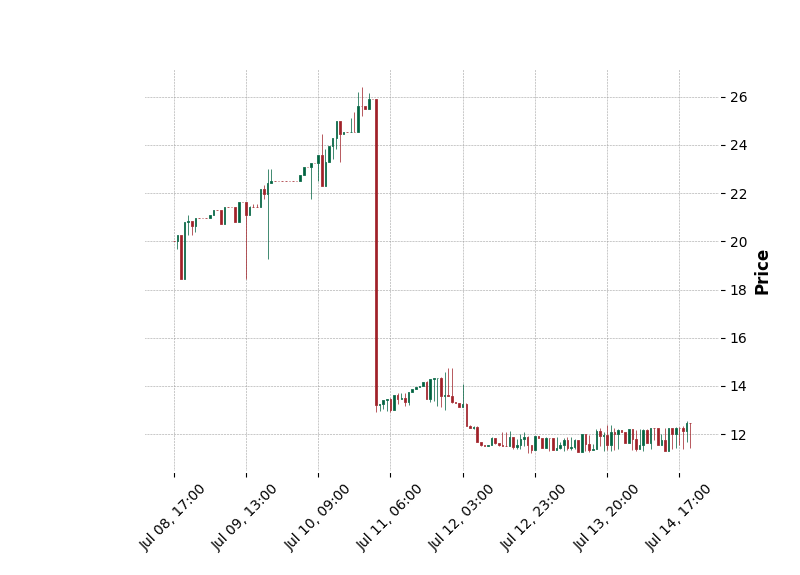 26
24
22
20
18
16
14
12
Price
Jul 08, 17:00
Jul 09, 13:00
Jul 10, 09:00
Jul 11, 06:00
Jul 12, 03:00
Jul 12, 23:00
Jul 13, 20:00
Jul 14, 17:00